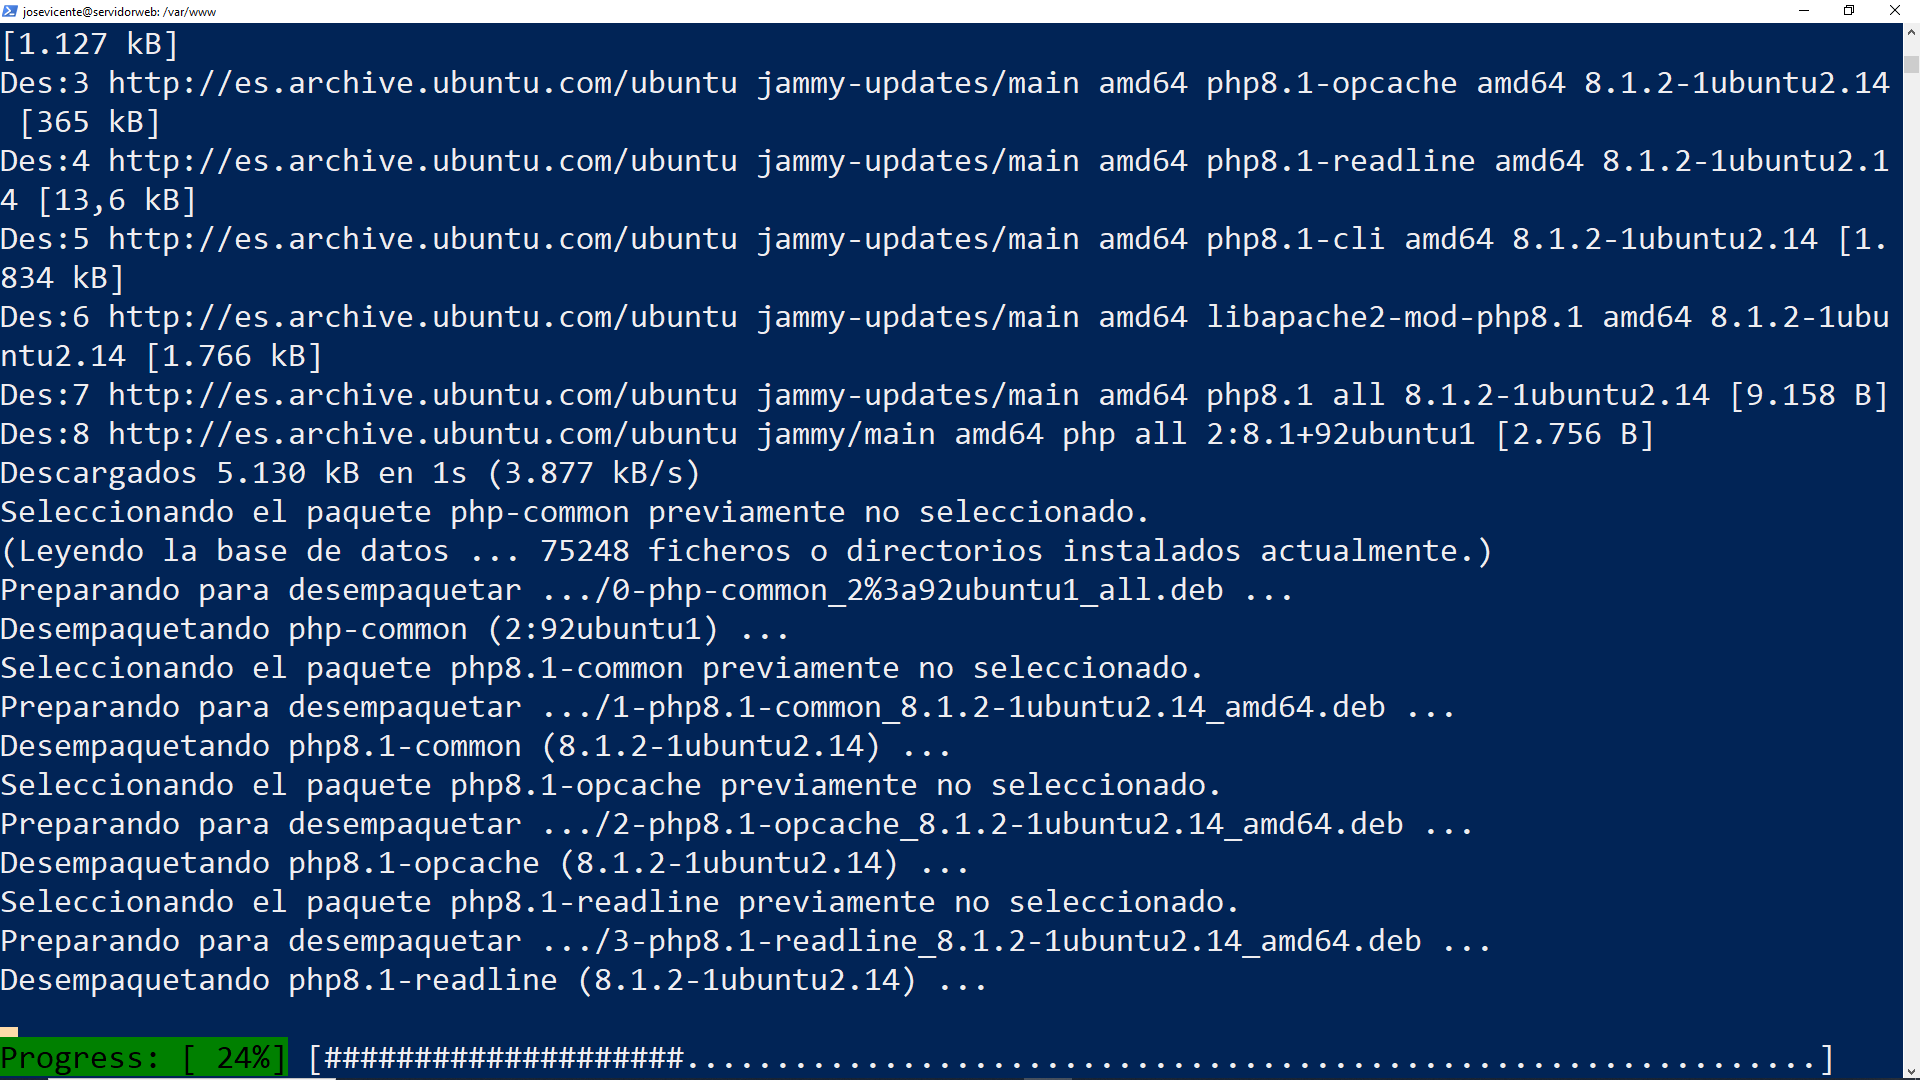 josevicente@servidorweb: /var/www
[1.127 kB]
Des:3 http://es.archive.ubuntu.com/ubuntu jammy-updates/main amd64 php8.1-opcache amd64 8.1.2-1ubuntu2.14
 [365 kB]
Des:4 http://es.archive.ubuntu.com/ubuntu jammy-updates/main amd64 php8.1-readline amd64 8.1.2-1ubuntu2.1
4 [13,6 kB]
Des:5 http://es.archive.ubuntu.com/ubuntu jammy-updates/main amd64 php8.1-cli amd64 8.1.2-1ubuntu2.14 [1.
834 kB]
Des:6 http://es.archive.ubuntu.com/ubuntu jammy-updates/main amd64 libapache2-mod-php8.1 amd64 8.1.2-1ubu
ntu2.14 [1.766 kB]
Des:7 http://es.archive.ubuntu.com/ubuntu jammy-updates/main amd64 php8.1 all 8.1.2-1ubuntu2.14 [9.158 B]
Des:8 http://es.archive.ubuntu.com/ubuntu jammy/main amd64 php all 2:8.1+92ubuntu1 [2.756 B]
Descargados 5.130 kB en 1s (3.877 kB/s)
Seleccionando el paquete php-common previamente no seleccionado.
(Leyendo la base de datos ... 75248 ficheros o directorios instalados actualmente.)
Preparando para desempaquetar .../0-php-common_2%3a92ubuntu1_all.deb ...
Desempaquetando php-common (2:92ubuntu1) ...
Seleccionando el paquete php8.1-common previamente no seleccionado.
Preparando para desempaquetar .../1-php8.1-common_8.1.2-1ubuntu2.14_amd64.deb ...
Desempaquetando php8.1-common (8.1.2-1ubuntu2.14) ...
Seleccionando el paquete php8.1-opcache previamente no seleccionado.
Preparando para desempaquetar .../2-php8.1-opcache_8.1.2-1ubuntu2.14_amd64.deb ...
Desempaquetando php8.1-opcache (8.1.2-1ubuntu2.14) ...
Seleccionando el paquete php8.1-readline previamente no seleccionado.
Preparando para desempaquetar .../3-php8.1-readline_8.1.2-1ubuntu2.14_amd64.deb ...
Desempaquetando php8.1-readline (8.1.2-1ubuntu2.14) ...
Progress: [ 24%] [####################...............................................................]